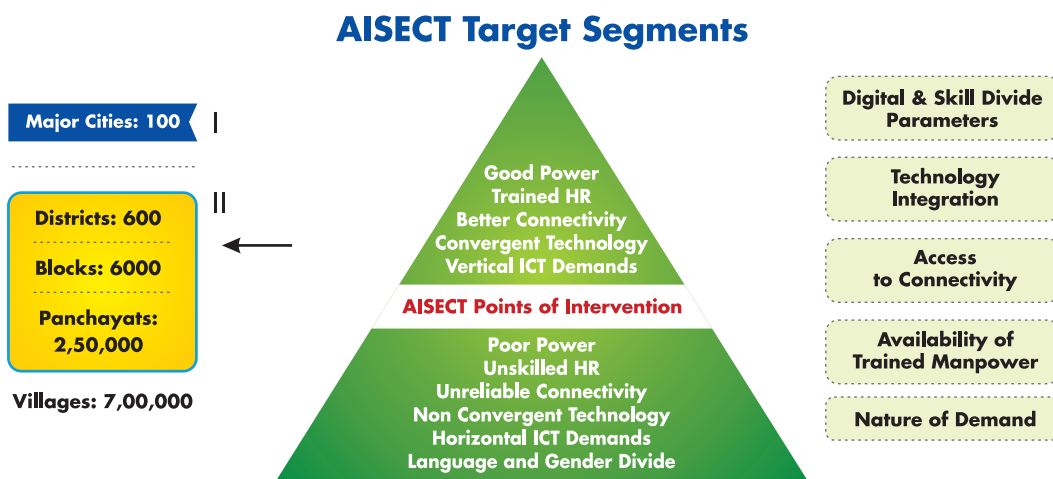 AISECT Target Segments
Major Cities: 100
I
II
Districts: 600
Blocks: 6000
Panchayats:
2,50,000
Villages: 7,00,000
Good Power
Trained HR
Better Connectivity
Convergent Technology
Vertical ICT Demands
AISECT Points of Intervention
Poor Power
Unskilled HR
Unreliable Connectivity
Non Convergent Technology
Horizontal ICT Demands
Language and Gender Divide
Digital & Skill Divide
Parameters
Technology
Integration
Access
to Connectivity
Availability of
Trained Manpower
Nature of Demand